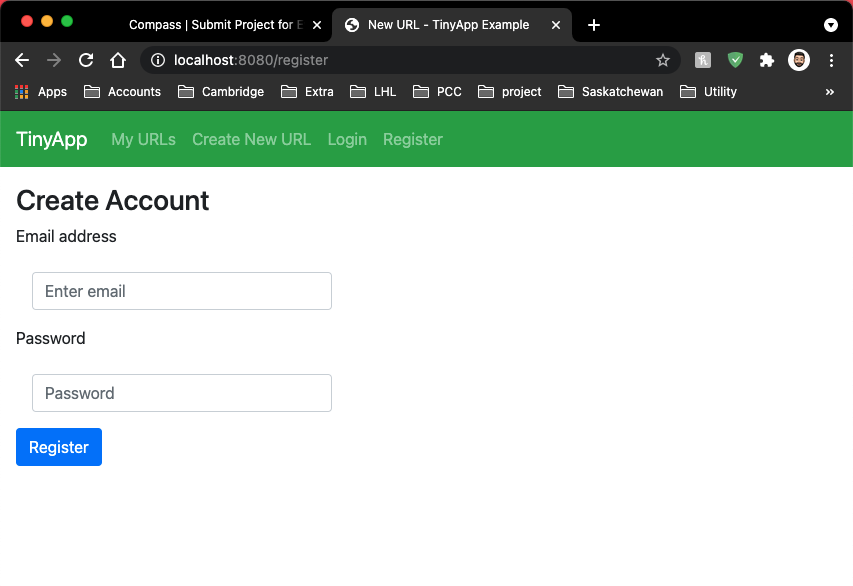 Compass | Submit Project for E
New URL - TinyApp Example
localhost:8080/register
Apps Accounts Cambridge Extra LHL PCC project Saskatchewan Utility »
TinyApp My URLs Create New URL Login Register
Create Account
Email address
Enter email
Password
Password
Register